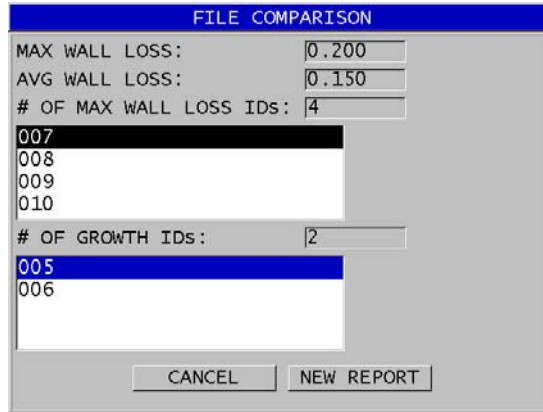 FILE COMPARISON
MAX WALL LOSS: 0.200
AVG WALL LOSS: 0.150
# OF MAX WALL LOSS IDs: 4
007
008
009
010
# OF GROWTH IDs: 2
005
006
CANCEL NEW REPORT